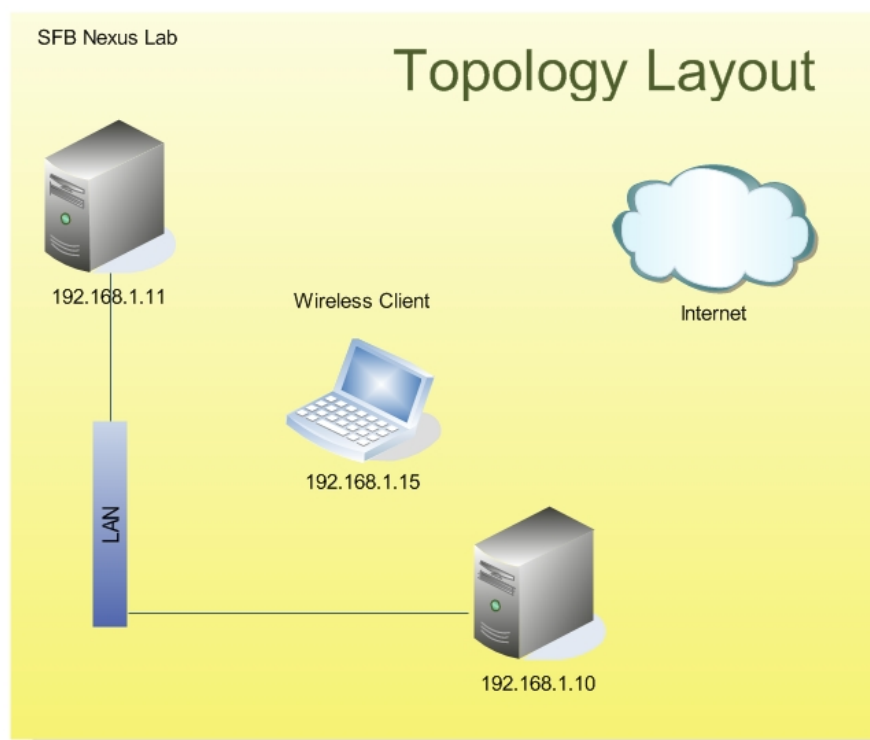 SFB Nexus Lab
Topology Layout
192.168.1.11
Wireless Client
Internet
192.168.1.15
LAN
192.168.1.10